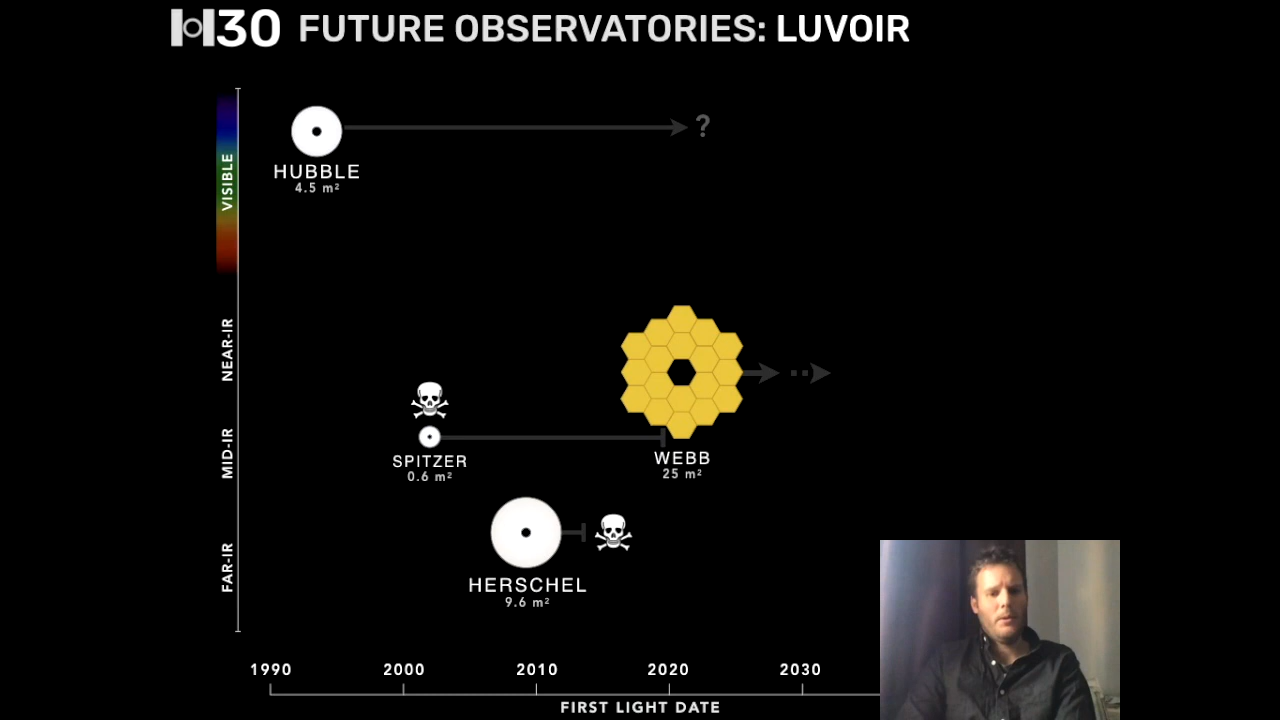 H30 FUTURE OBSERVATORIES: LUVOIR
?
HUBBLE
4.5 m²
VISIBLE
NEAR-IR
MID-IR
FAR-IR
SPITZER
0.6 m²
WEBB
25 m²
HERSCHEL
9.6 m²
1990 2000 2010 2020 2030
FIRST LIGHT DATE